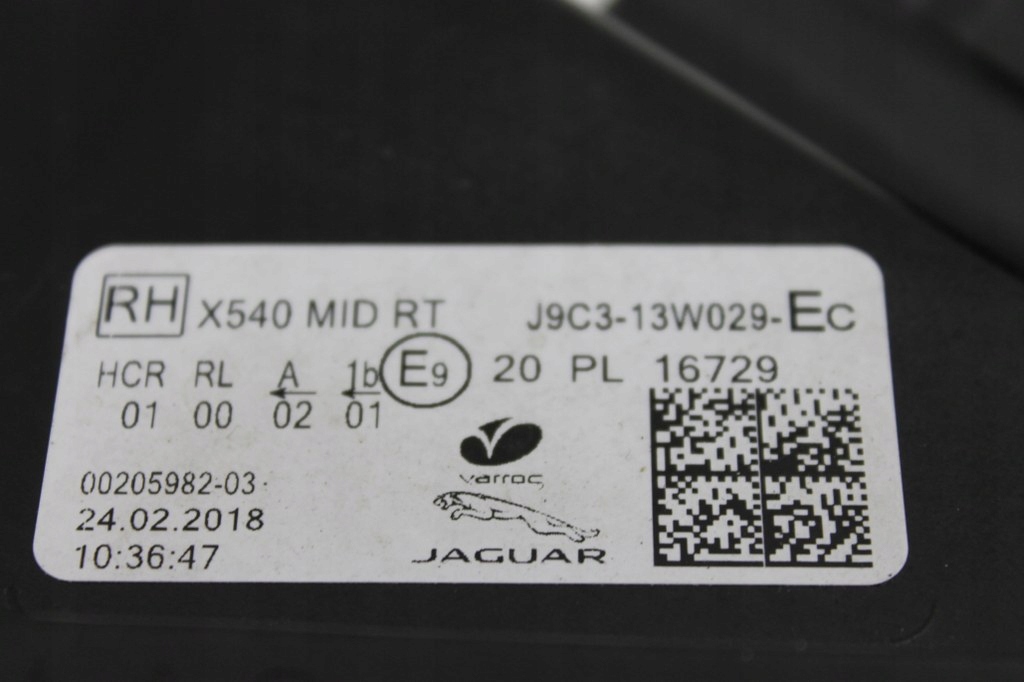 RH X540 MID RT J9C3-13W029-EC
HCR RL A 1b E9 20 PL 16729
01 00 02 01
varroc
00205982-03
24.02.2018
10:36:47
JAGUAR